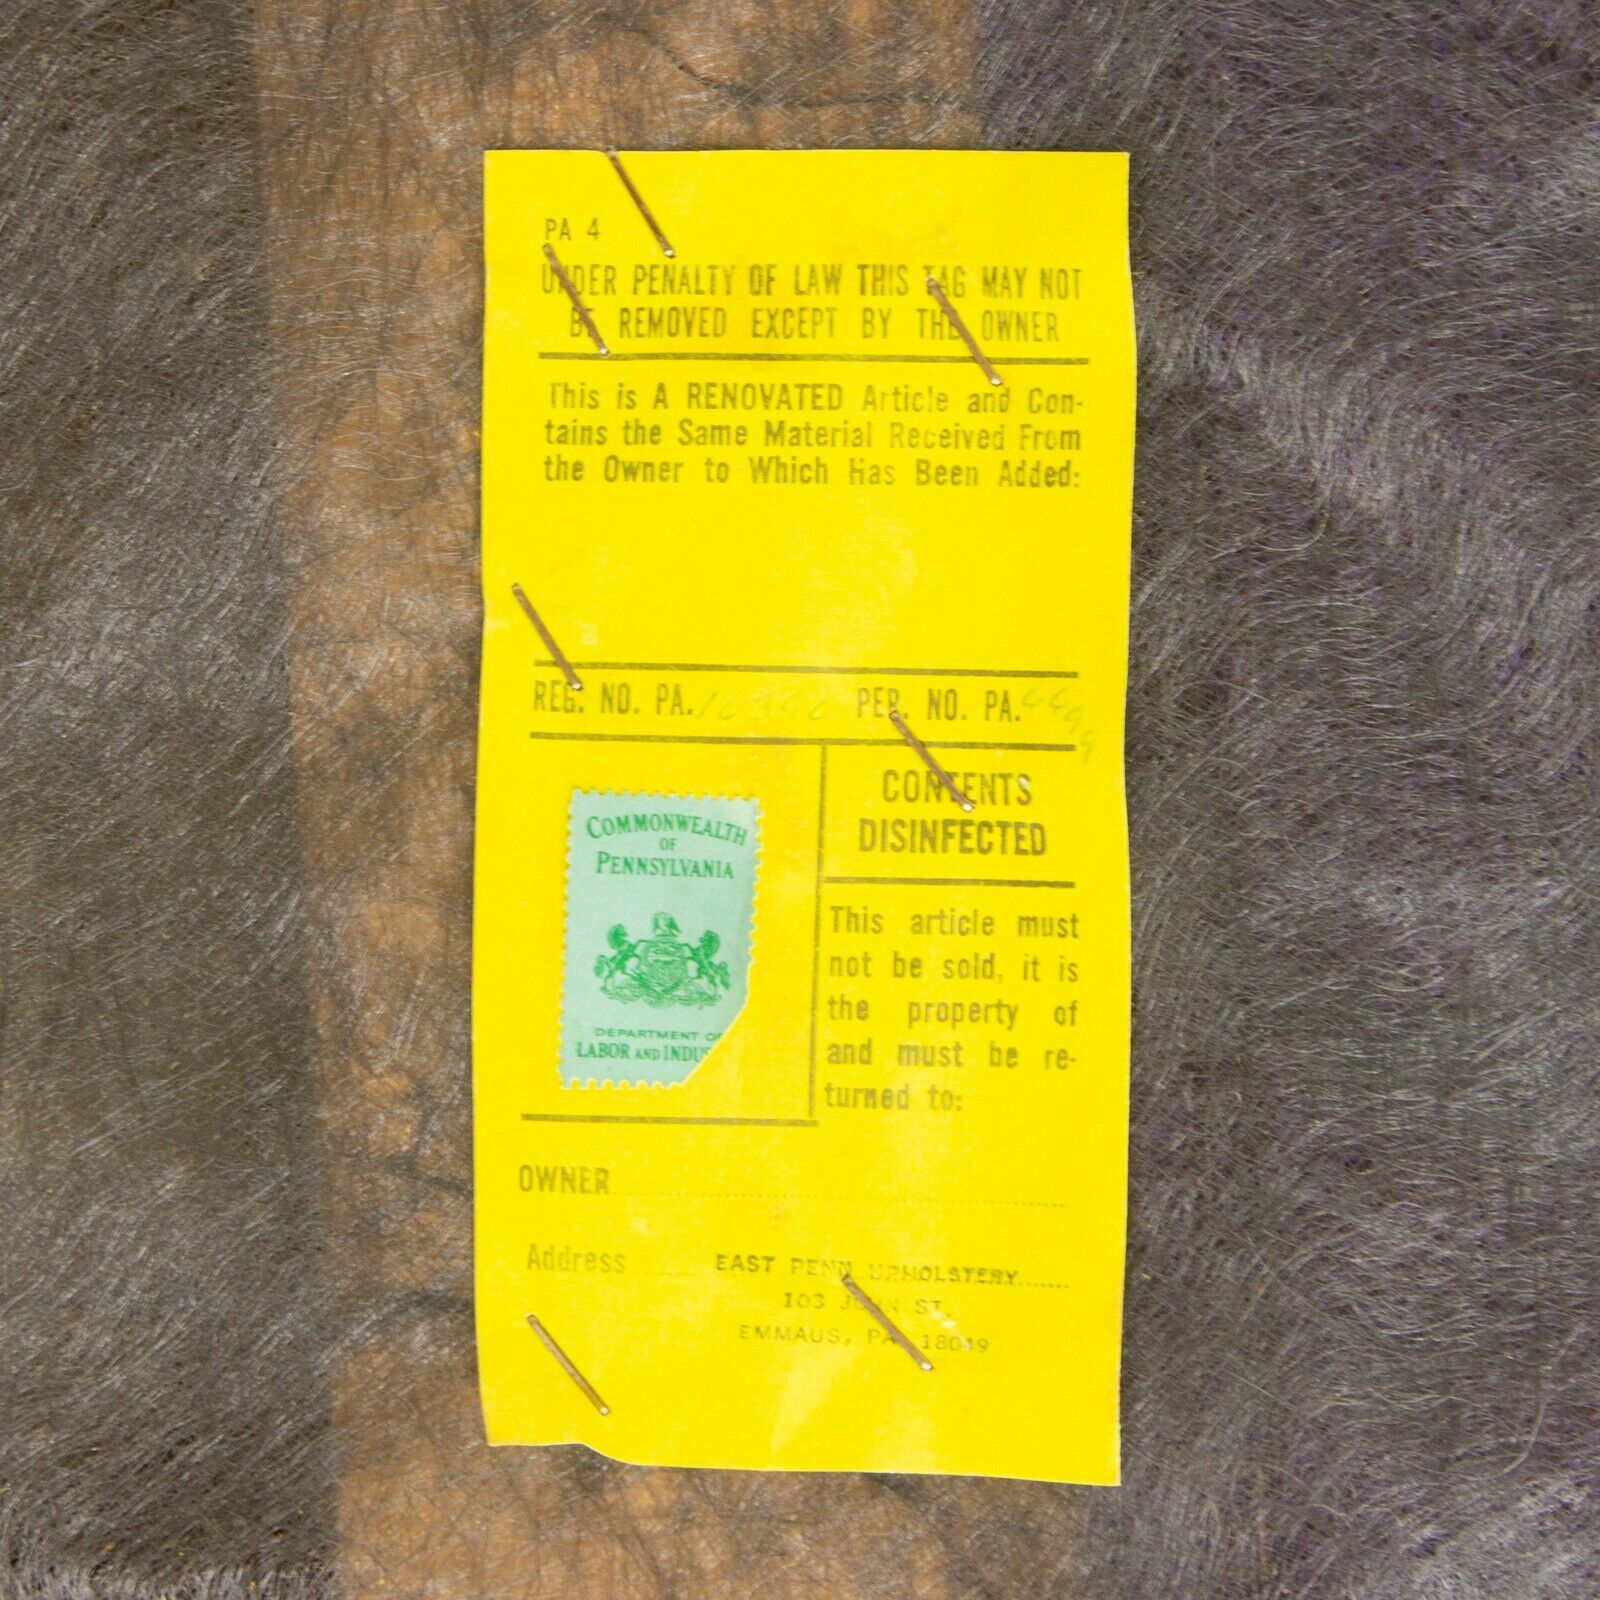 PA 4
UNDER PENALTY OF LAW THIS TAG MAY NOT
BE REMOVED EXCEPT BY THE OWNER
This is A RENOVATED Article and Con-
tains the Same Material Received From
the Owner to Which Has Been Added:
REG. NO. PA. PER. NO. PA.
COMMONWEALTH
OF
PENNSYLVANIA
DEPARTMENT OF
LABOR AND INDUS
CONTENTS
DISINFECTED
This article must
not be sold, it is
the property of
and must be re-
turned to:
OWNER
Address EAST PENN UPHOLSTERY
103 ST.
EMMAUS, PA 18049